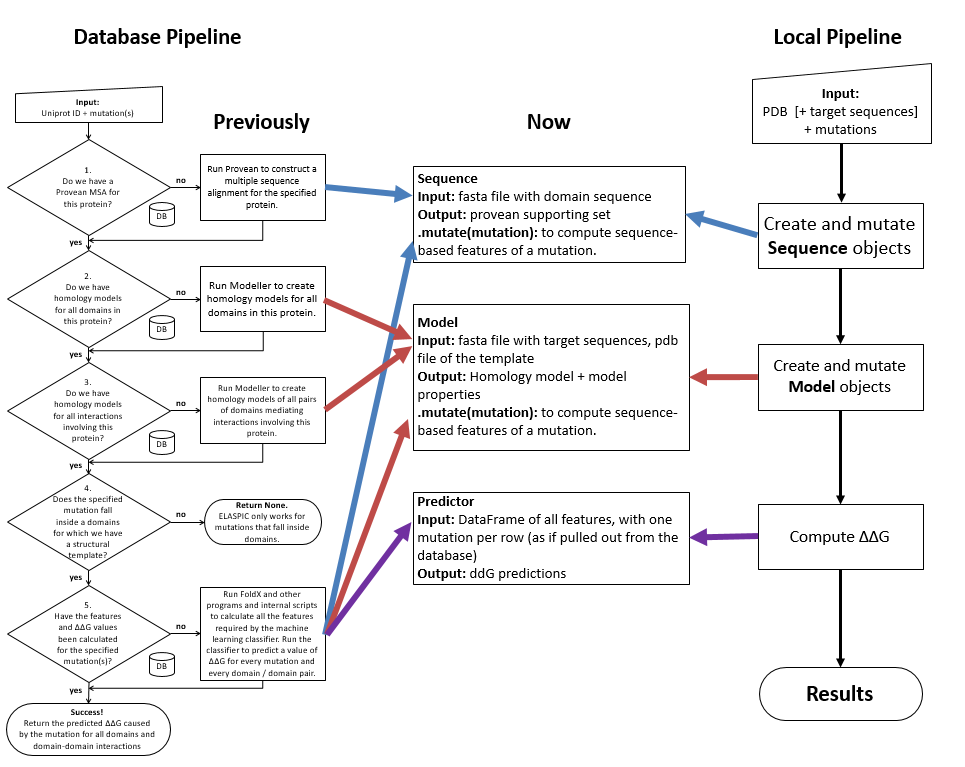 Database Pipeline
Local Pipeline
Previously
Now
Input:
Uniprot ID + mutation(s)
1.
Do we have a
Provean MSA for
this protein?
no
DB
yes
Run Provean to construct a
multiple sequence
alignment for the specified
protein.
2.
Do we have
homology models
for all domains in
this protein?
no
DB
yes
Run Modeller to create
homology models for all
domains in this protein.
3.
Do we have
homology models
for all interactions
involving this
protein?
no
DB
yes
Run Modeller to create
homology models of all
pairs of domains mediating
interactions involving this
protein.
4.
Does the specified
mutation fall
inside a domains
for which we have
a structural
template?
no
yes
Return None.
ELASPIC only works for
mutations that fall inside
domains.
5.
Have the features
and ΔΔG values
been calculated
for the specified
mutation(s)?
no
DB
yes
Run FoldX and other
programs and internal scripts
to calculate all the features
required by the machine
learning classifier. Run the
classifier to predict a value of
ΔΔG for every mutation and
every domain / domain pair.
Success!
Return the predicted ΔΔG caused
by the mutation for all domains and
domain-domain interactions
Sequence
Input: fasta file with domain sequence
Output: provean supporting set
.mutate(mutation): to compute sequence-
based features of a mutation.
Model
Input: fasta file with target sequences, pdb
file of the template
Output: Homology model + model
properties
.mutate(mutation): to compute sequence-
based features of a mutation.
Predictor
Input: DataFrame of all features, with one
mutation per row (as if pulled out from the
database)
Output: ddG predictions
Input:
PDB [+ target sequences]
+ mutations
Create and mutate
Sequence objects
Create and mutate
Model objects
Compute ΔΔG
Results